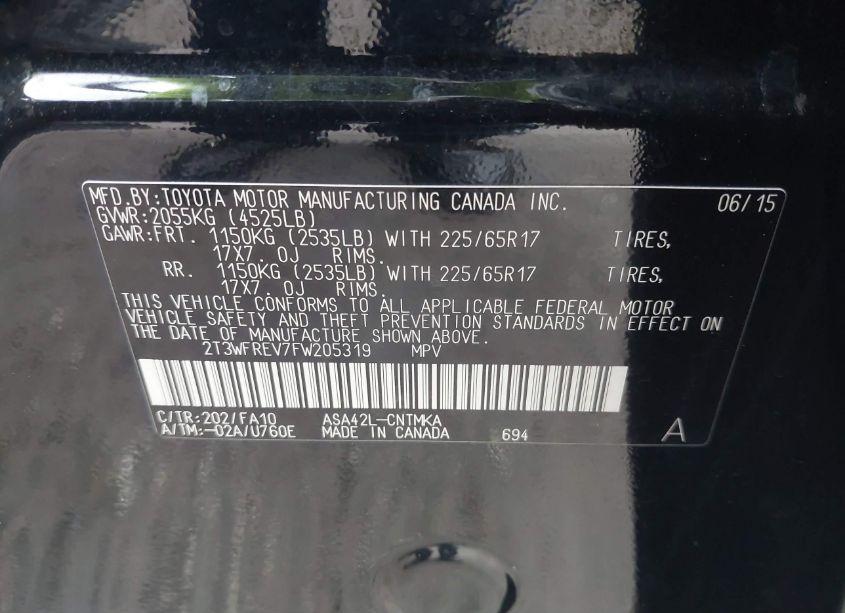 MFD.BY:TOYOTA MOTOR MANUFACTURING CANADA INC. 06/15
GVWR:2055KG (4525LB)
GAWR:FRT. 1150KG (2535LB) WITH 225/65R17 TIRES,
17X7. 0J RIMS.
RR. 1150KG (2535LB) WITH 225/65R17 TIRES,
17X7. 0J RIMS.
THIS VEHICLE CONFORMS TO ALL APPLICABLE FEDERAL MOTOR
VEHICLE SAFETY AND THEFT PREVENTION STANDARDS IN EFFECT ON
THE DATE OF MANUFACTURE SHOWN ABOVE.
2T3WFREV7FW205319 MPV
C/TR:202/FA10 ASA42L-CNTMKA
A/TM:-02A/U760E MADE IN CANADA 694 A